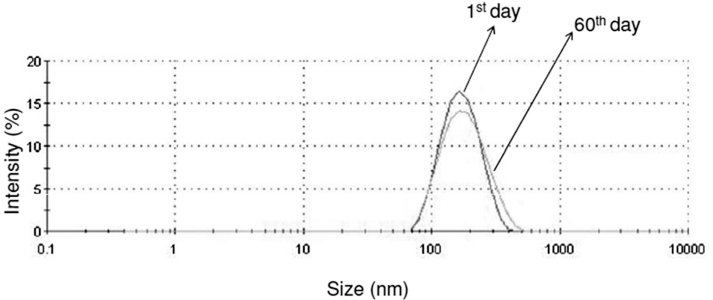 1st day
60th day
20
15
10
5
0
Intensity (%)
0.1 1 10 100 1000 10000
Size (nm)